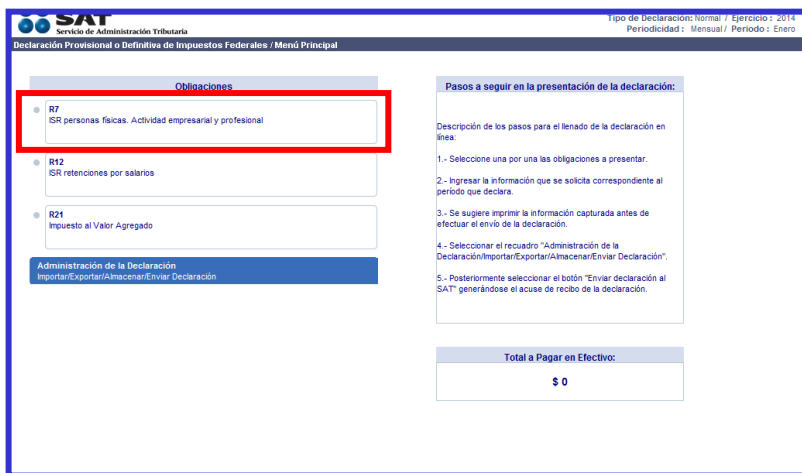 SAT
Servicio de Administración Tributaria
Tipo de Declaración: Normal / Ejercicio : 2014
Periodicidad : Mensual / Periodo : Enero
Declaración Provisional o Definitiva de Impuestos Federales / Menú Principal
Obligaciones
R7
ISR personas físicas. Actividad empresarial y profesional
R12
ISR retenciones por salarios
R21
Impuesto al Valor Agregado
Administración de la Declaración
Importar/Exportar/Almacenar/Enviar Declaración
Pasos a seguir en la presentación de la declaración:
Descripción de los pasos para el llenado de la declaración en
línea:
1.- Seleccione una por una las obligaciones a presentar.
2.- Ingresar la información que se solicita correspondiente al
período que declara.
3.- Se sugiere imprimir la información capturada antes de
efectuar el envío de la declaración.
4.- Seleccionar el recuadro "Administración de la
Declaración/Importar/Exportar/Almacenar/Enviar Declaración".
5.- Posteriormente seleccionar el botón "Enviar declaración al
SAT" generándose el acuse de recibo de la declaración.
Total a Pagar en Efectivo:
$ 0